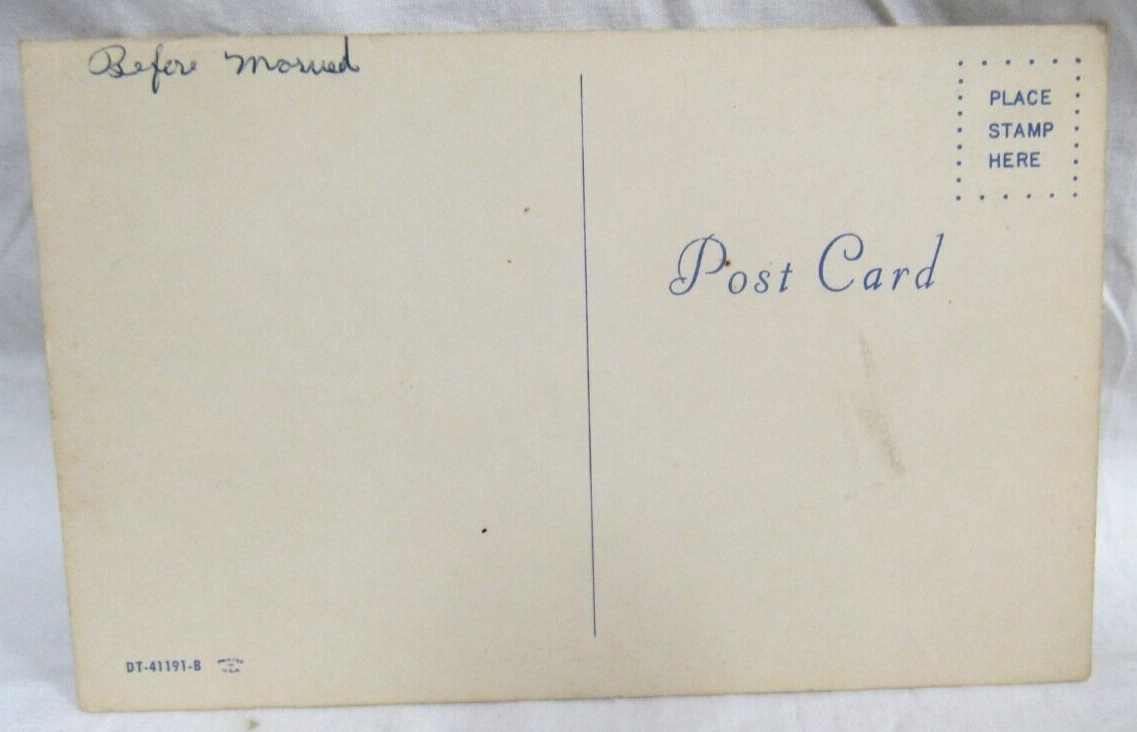 Before Married
PLACE
STAMP
HERE
Post Card
DT-41191-B